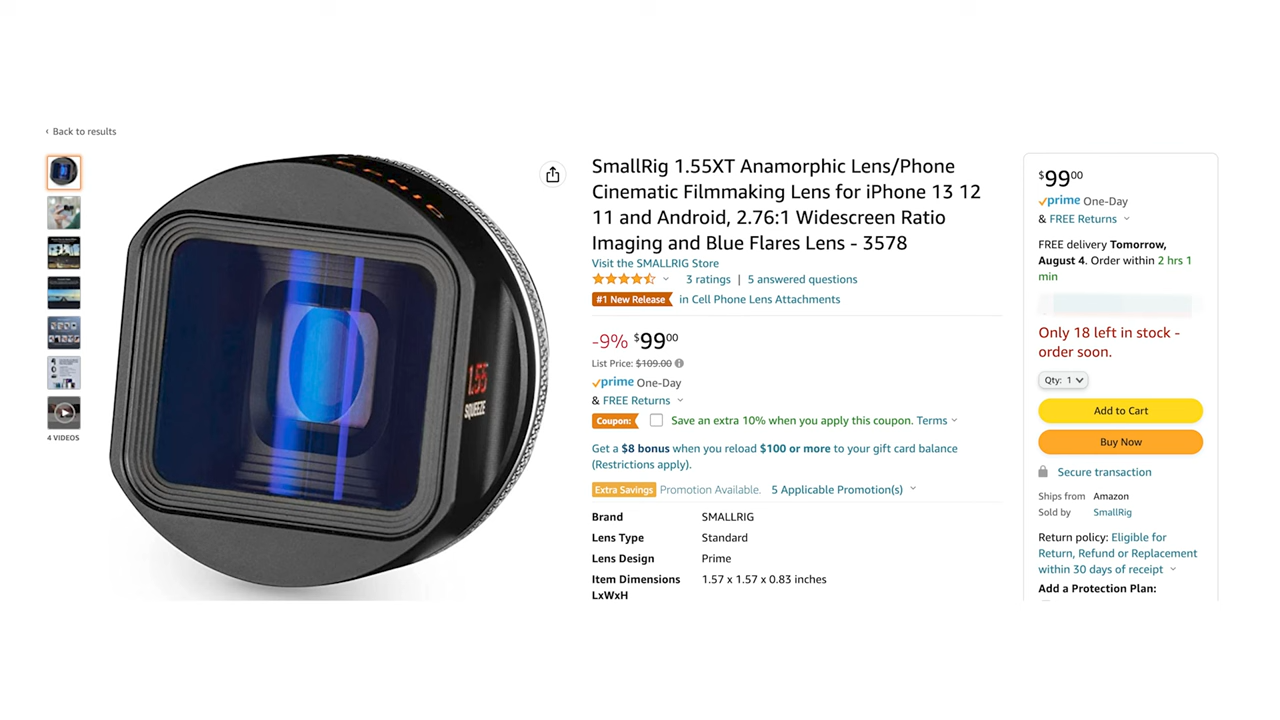 ‹ Back to results
SmallRig 1.55XT Anamorphic Lens/Phone
Cinematic Filmmaking Lens for iPhone 13 12
11 and Android, 2.76:1 Widescreen Ratio
Imaging and Blue Flares Lens - 3578
Visit the SMALLRIG Store
3 ratings | 5 answered questions
#1 New Release in Cell Phone Lens Attachments
-9% $9900
List Price: $109.00
prime One-Day
& FREE Returns
Coupon: Save an extra 10% when you apply this coupon. Terms
Get a $8 bonus when you reload $100 or more to your gift card balance
(Restrictions apply).
Extra Savings Promotion Available. 5 Applicable Promotion(s)
Brand SMALLRIG
Lens Type Standard
Lens Design Prime
Item Dimensions 1.57 x 1.57 x 0.83 inches
LxWxH
1.55
SQUEEZE
4 VIDEOS
$9900
prime One-Day
& FREE Returns
FREE delivery Tomorrow,
August 4. Order within 2 hrs 1
min
Only 18 left in stock -
order soon.
Qty: 1
Add to Cart
Buy Now
Secure transaction
Ships from Amazon
Sold by SmallRig
Return policy: Eligible for
Return, Refund or Replacement
within 30 days of receipt
Add a Protection Plan: